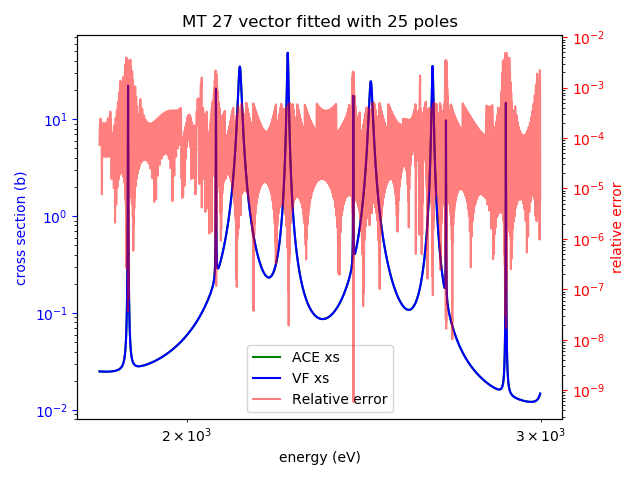 MT 27 vector fitted with 25 poles
cross section (b)
10¹
10⁰
10⁻¹
10⁻²
relative error
10⁻²
10⁻³
10⁻⁴
10⁻⁵
10⁻⁶
10⁻⁷
10⁻⁸
10⁻⁹
ACE xs
VF xs
Relative error
2 × 10³
3 × 10³
energy (eV)